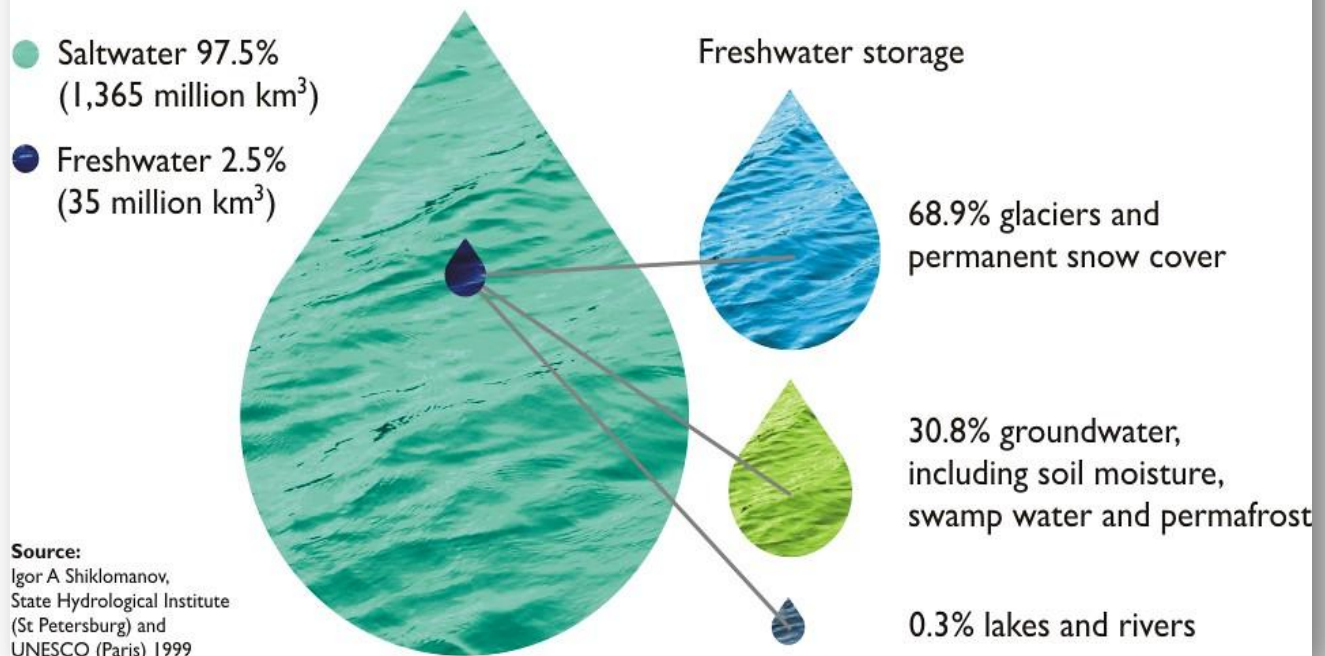 Saltwater 97.5%
(1,365 million km³)
Freshwater 2.5%
(35 million km³)
Freshwater storage
68.9% glaciers and
permanent snow cover
30.8% groundwater,
including soil moisture,
swamp water and permafrost
0.3% lakes and rivers
Source:
Igor A Shiklomanov,
State Hydrological Institute
(St Petersburg) and
UNESCO (Paris) 1999